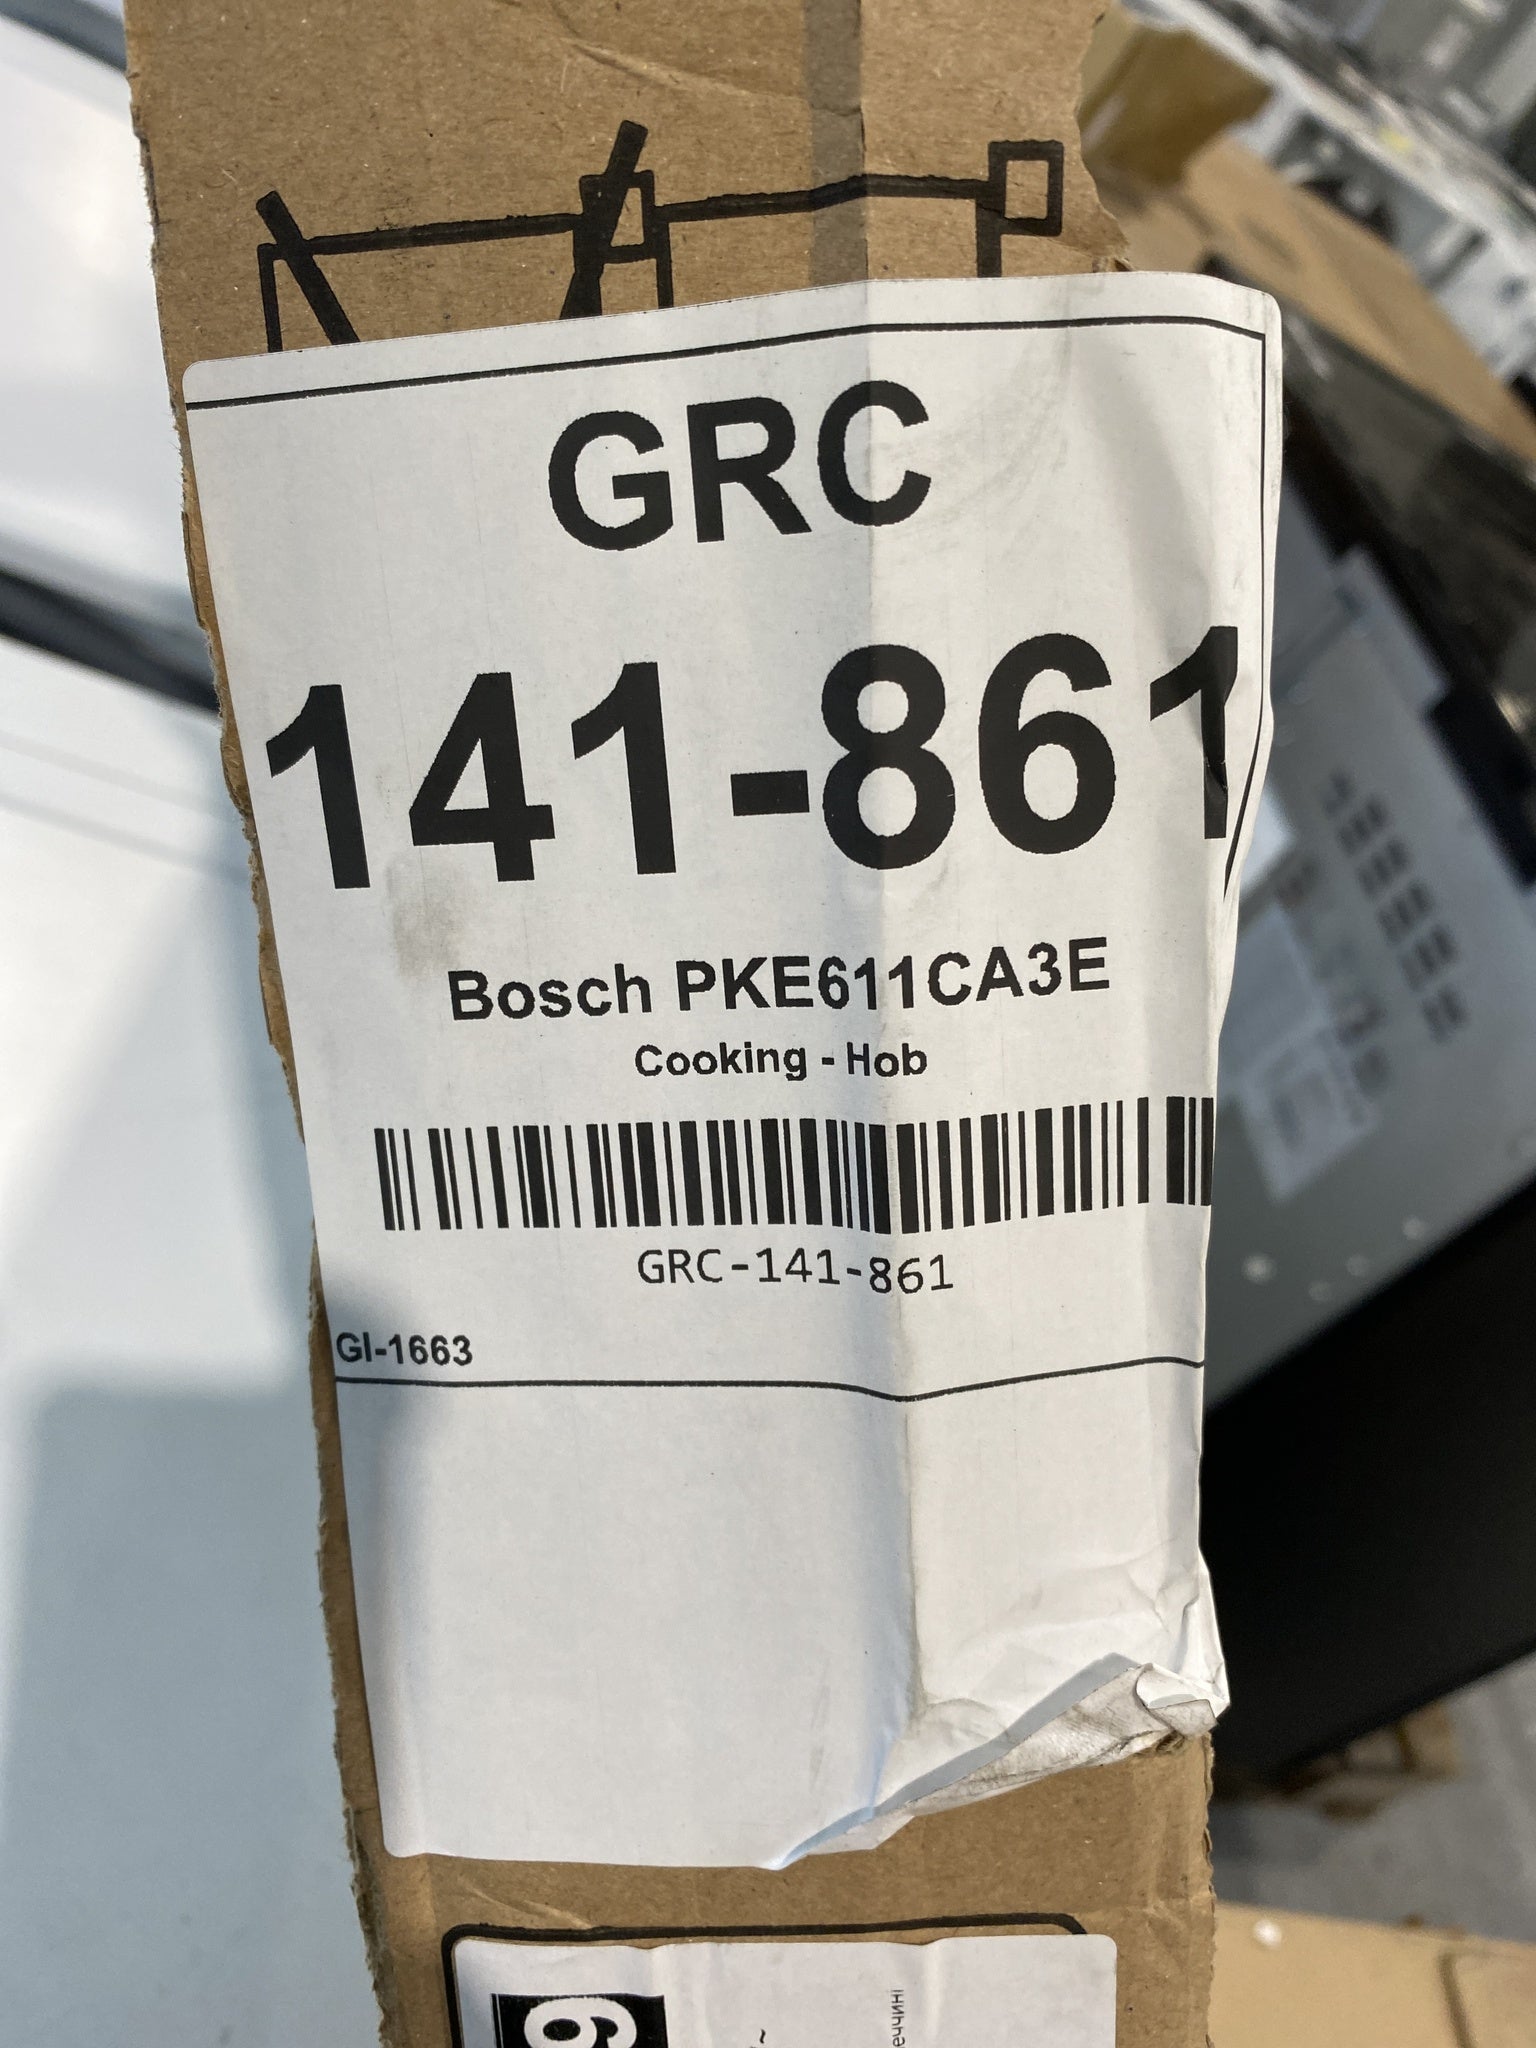 GRC
141-861
Bosch PKE611CA3E
Cooking - Hob
GRC-141-861
GI-1663